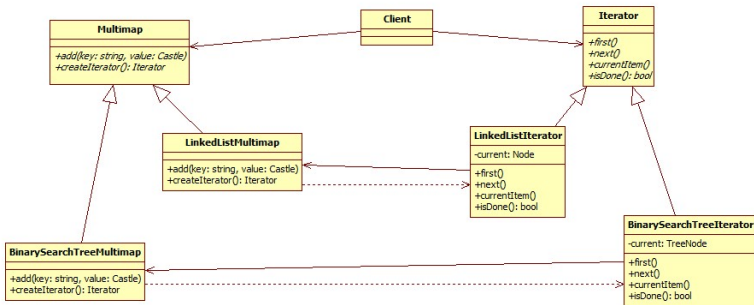 Multimap
+add(key: string, value: Castle)
+createIterator(): Iterator
Client
Iterator
+first()
+next()
+currentItem()
+isDone(): bool
LinkedListMultimap
+add(key: string, value: Castle)
+createIterator(): Iterator
LinkedListIterator
-current: Node
+first()
+next()
+currentItem()
+isDone(): bool
BinarySearchTreeMultimap
+add(key: string, value: Castle)
+createIterator(): Iterator
BinarySearchTreeIterator
-current: TreeNode
+first()
+next()
+currentItem()
+isDone(): bool